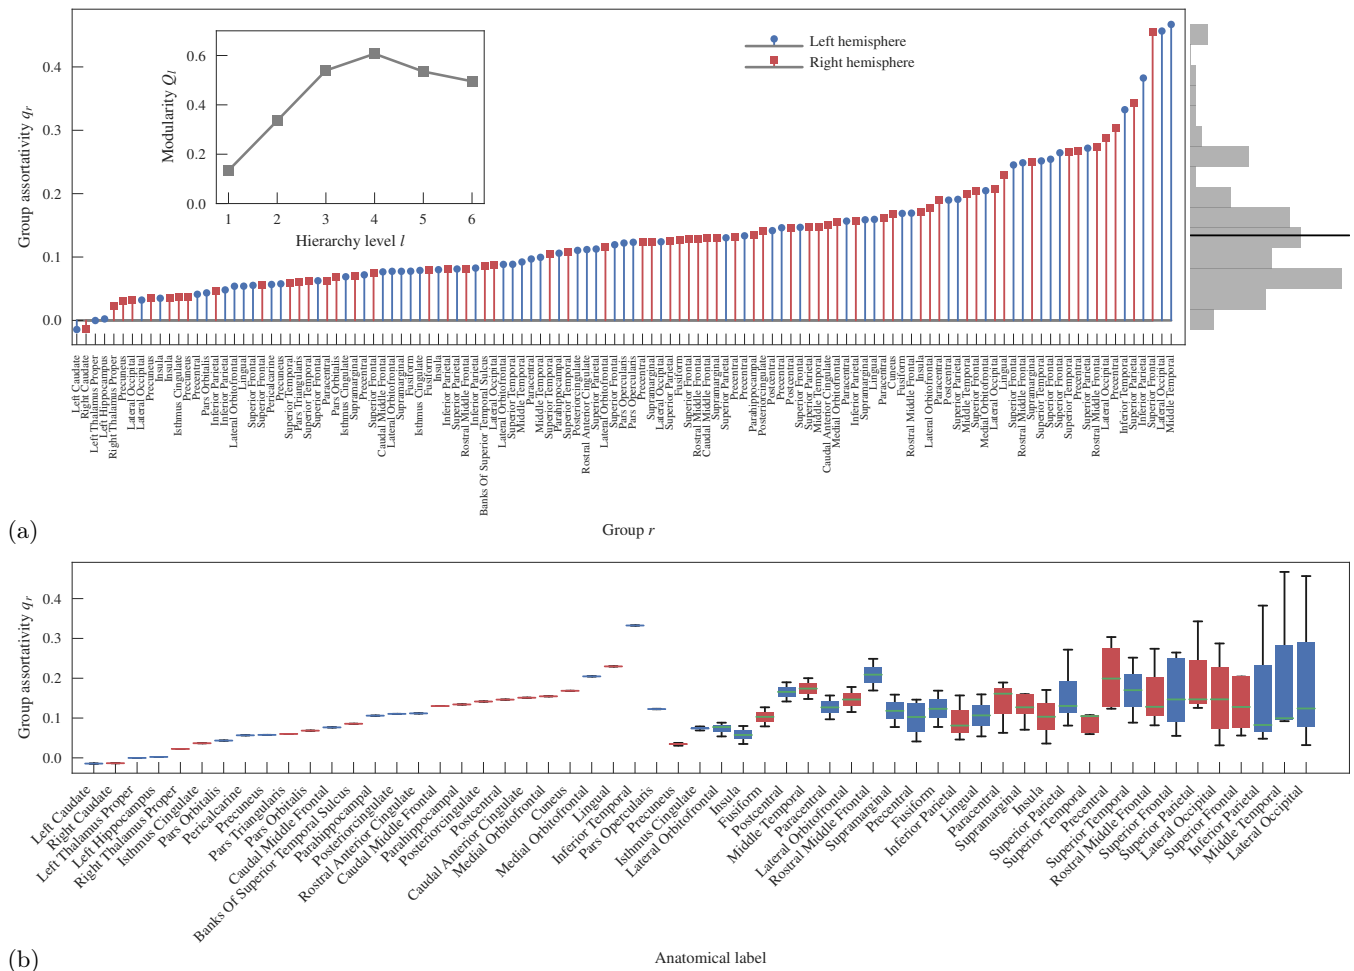 Group assortativity q_r
0.0
0.1
0.2
0.3
0.4
Modularity Q_l
0.0
0.2
0.4
0.6
1 2 3 4 5 6
Hierarchy level l
Left hemisphere
Right hemisphere
Left Caudate
Right Caudate
Left Thalamus Proper
Left Hippocampus
Right Thalamus Proper
Precuneus
Lateral Occipital
Lateral Occipital
Precuneus
Insula
Insula
Isthmus Cingulate
Precuneus
Precentral
Pars Orbitalis
Inferior Parietal
Inferior Parietal
Lateral Orbitofrontal
Lingual
Superior Frontal
Superior Frontal
Pericalcarine
Precuneus
Superior Temporal
Pars Triangularis
Superior Temporal
Superior Frontal
Paracentral
Pars Orbitalis
Isthmus Cingulate
Supramarginal
Precentral
Superior Frontal
Caudal Middle Frontal
Lateral Orbitofrontal
Supramarginal
Fusiform
Isthmus Cingulate
Fusiform
Insula
Inferior Parietal
Superior Parietal
Rostral Middle Frontal
Inferior Parietal
Banks Of Superior Temporal Sulcus
Lateral Occipital
Lateral Orbitofrontal
Superior Temporal
Middle Temporal
Paracentral
Middle Temporal
Superior Temporal
Parahippocampal
Superior Temporal
Posteriorcingulate
Rostral Anterior Cingulate
Superior Parietal
Lateral Orbitofrontal
Superior Frontal
Pars Opercularis
Pars Opercularis
Precentral
Supramarginal
Lateral Occipital
Superior Parietal
Fusiform
Superior Frontal
Rostral Middle Frontal
Caudal Middle Frontal
Supramarginal
Superior Parietal
Precentral
Precentral
Parahippocampal
Posteriorcingulate
Postcentral
Precentral
Postcentral
Superior Frontal
Superior Parietal
Middle Temporal
Caudal Anterior Cingulate
Medial Orbitofrontal
Paracentral
Inferior Parietal
Supramarginal
Lingual
Paracentral
Cuneus
Fusiform
Rostral Middle Frontal
Insula
Lateral Orbitofrontal
Paracentral
Postcentral
Superior Parietal
Middle Temporal
Superior Frontal
Medial Orbitofrontal
Lateral Occipital
Lingual
Superior Frontal
Rostral Middle Frontal
Supramarginal
Superior Temporal
Superior Frontal
Superior Frontal
Superior Temporal
Precentral
Superior Parietal
Rostral Middle Frontal
Lateral Occipital
Precentral
Inferior Temporal
Superior Parietal
Inferior Parietal
Superior Frontal
Lateral Occipital
Middle Temporal
Group r
(a)
Group assortativity q_r
0.0
0.1
0.2
0.3
0.4
Left Caudate
Right Caudate
Left Thalamus Proper
Left Hippocampus
Right Thalamus Proper
Isthmus Cingulate
Pars Orbitalis
Pericalcarine
Precuneus
Pars Triangularis
Pars Orbitalis
Caudal Middle Frontal
Banks Of Superior Temporal Sulcus
Parahippocampal
Posteriorcingulate
Rostral Anterior Cingulate
Caudal Middle Frontal
Parahippocampal
Posteriorcingulate
Postcentral
Caudal Anterior Cingulate
Medial Orbitofrontal
Cuneus
Medial Orbitofrontal
Lingual
Inferior Temporal
Pars Opercularis
Precuneus
Isthmus Cingulate
Lateral Orbitofrontal
Insula
Fusiform
Postcentral
Middle Temporal
Paracentral
Lateral Orbitofrontal
Rostral Middle Frontal
Supramarginal
Precentral
Fusiform
Inferior Parietal
Lingual
Paracentral
Supramarginal
Insula
Superior Parietal
Superior Temporal
Precentral
Superior Temporal
Rostral Middle Frontal
Superior Frontal
Superior Parietal
Lateral Occipital
Superior Frontal
Inferior Parietal
Middle Temporal
Lateral Occipital
(b)
Anatomical label